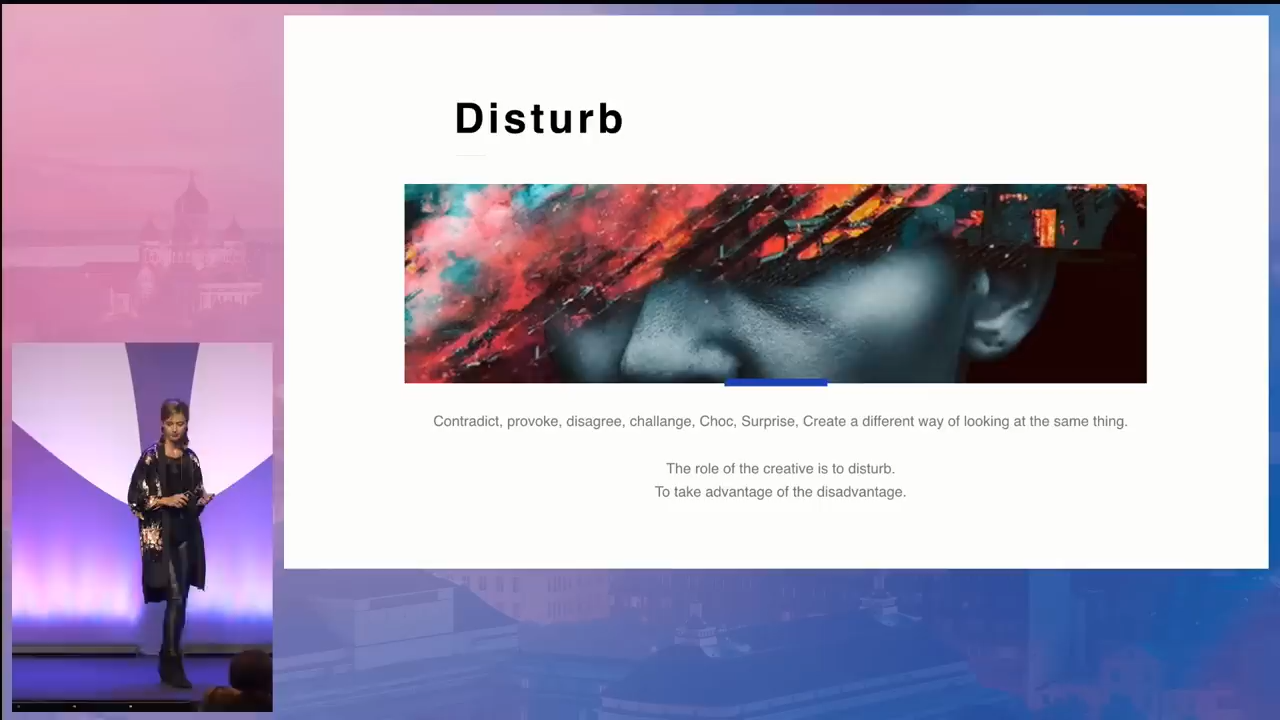 Disturb
Contradict, provoke, disagree, challange, Choc, Surprise, Create a different way of looking at the same thing.
The role of the creative is to disturb.
To take advantage of the disadvantage.